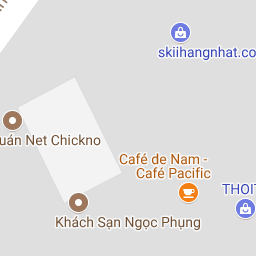 skiihangnhat.co
uán Net Chickno
Café de Nam -
Café Pacific
THOIT
Khách Sạn Ngọc Phụng